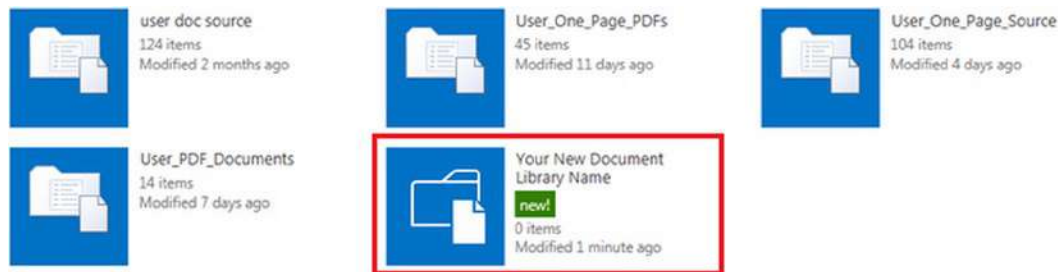 user doc source
124 items
Modified 2 months ago
User_One_Page_PDFs
45 items
Modified 11 days ago
User_One_Page_Source
104 items
Modified 4 days ago
User_PDF_Documents
14 items
Modified 7 days ago
Your New Document
Library Name
new!
0 items
Modified 1 minute ago